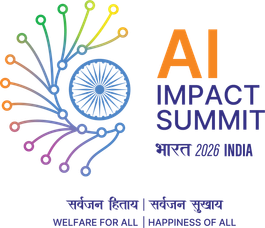 AI
IMPACT
SUMMIT
भारत 2026 INDIA
सर्वजन हिताय | सर्वजन सुखाय
WELFARE FOR ALL | HAPPINESS OF ALL